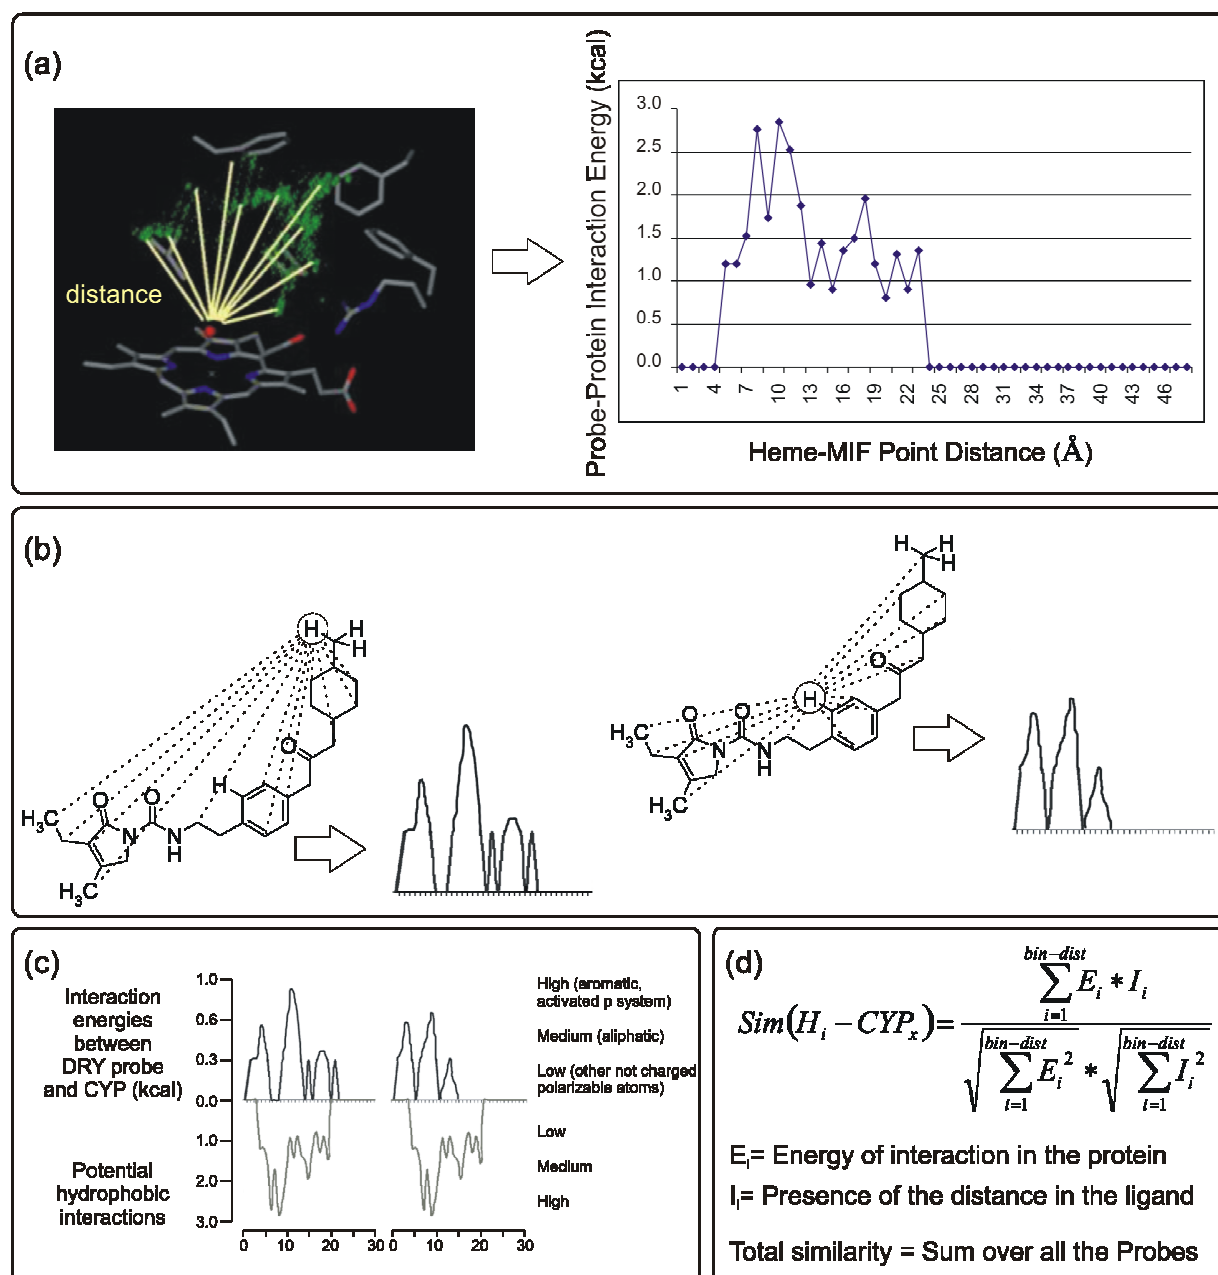 (a)
distance
Probe-Protein Interaction Energy (kcal)
3.0
2.5
2.0
1.5
1.0
0.5
0.0
1 4 7 10 13 16 19 22 25 28 31 34 37 40 43 46
Heme-MIF Point Distance (Å)
(b)
H H
H
O
H
O O
H₃C
N N
H
H₃C
H H
H
O
H
O O
H₃C
N N
H
H₃C
(c)
Interaction
energies
between
DRY probe
and CYP (kcal)
Potential
hydrophobic
interactions
1.0
0.6
0.3
0.0
1.0
2.0
3.0
0 10 20 30 0 10 20 30
High (aromatic,
activated p system)
Medium (aliphatic)
Low (other not charged
polarizable atoms)
Low
Medium
High
(d)
Sim(Hᵢ − CYPₓ) = ∑_{i=1}^{bin−dist} Eᵢ * Iᵢ / √(∑_{i=1}^{bin−dist} Eᵢ²) * √(∑_{i=1}^{bin−dist} Iᵢ²)
Eᵢ= Energy of interaction in the protein
Iᵢ= Presence of the distance in the ligand
Total similarity = Sum over all the Probes